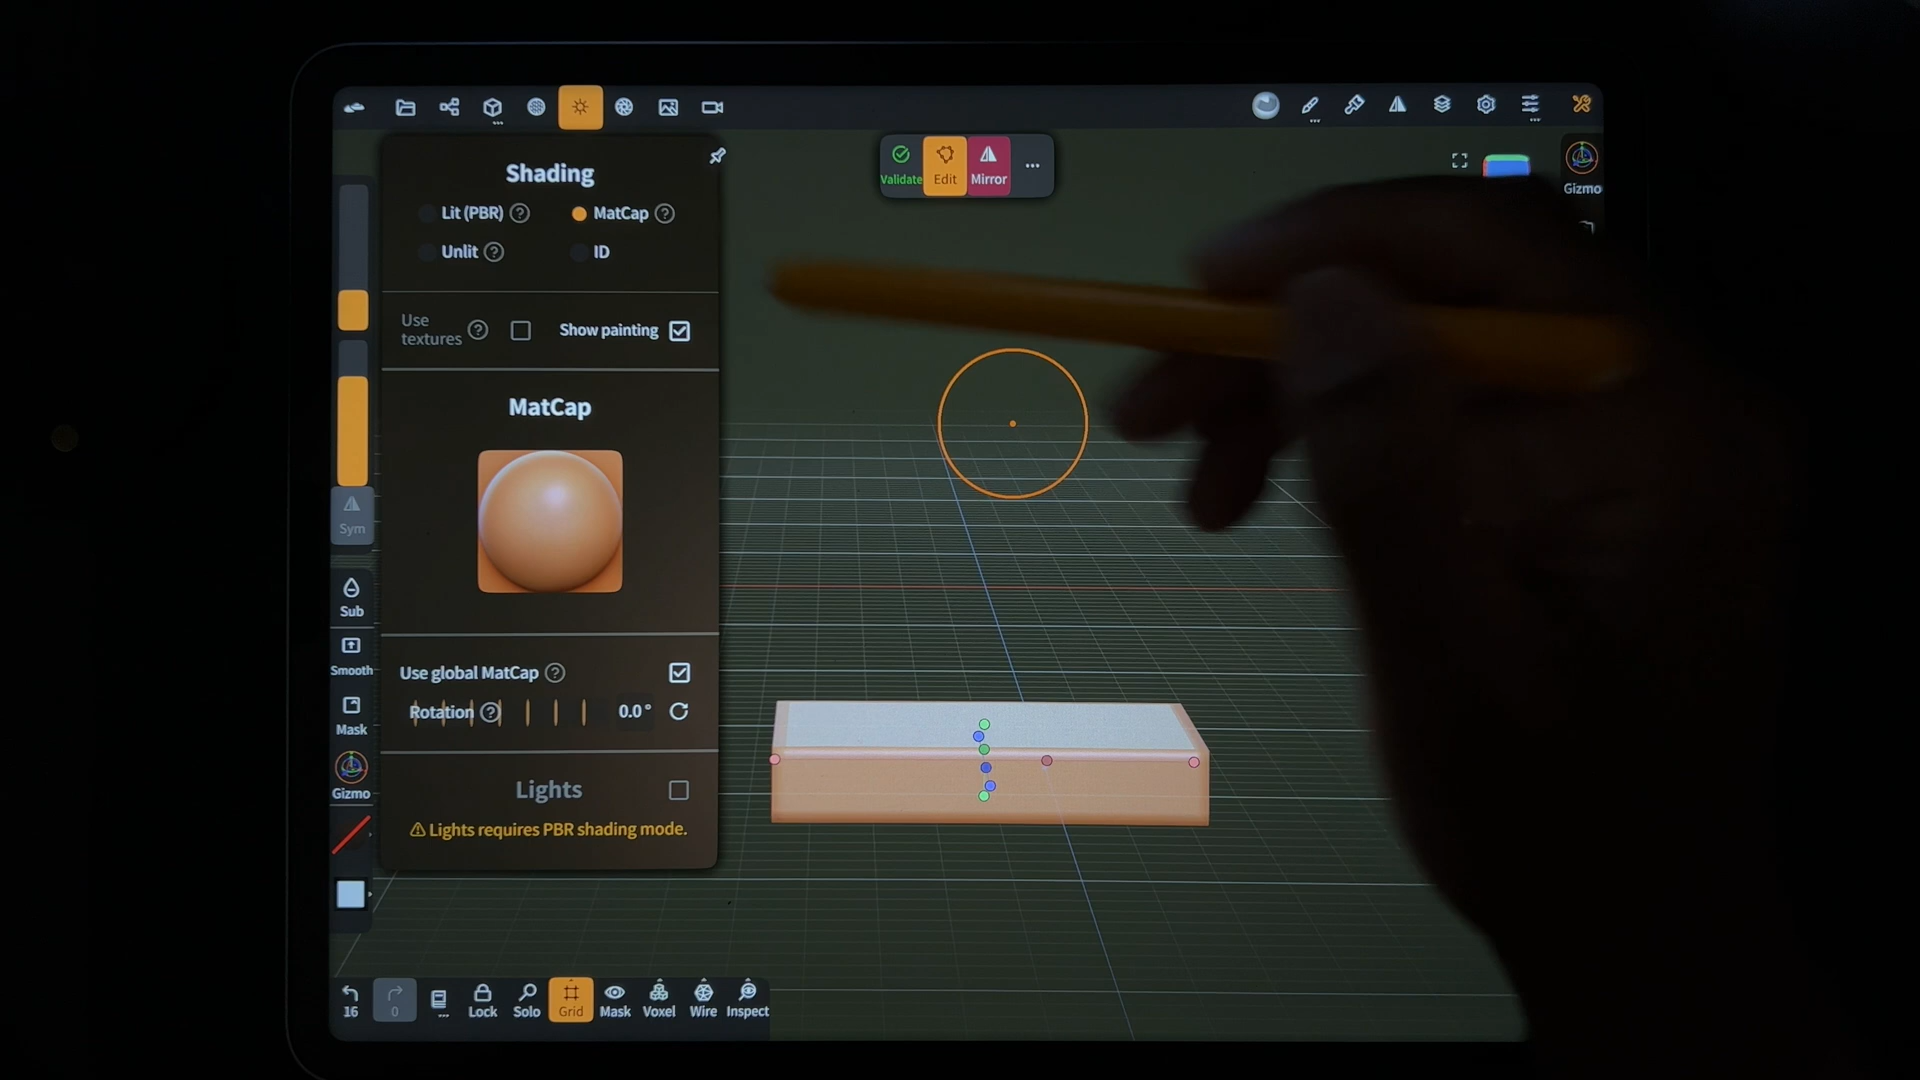 Shading
Lit (PBR) ?
MatCap ?
Unlit ?
ID
Use textures ?
Show painting
MatCap
Use global MatCap ?
Rotation ?
0.0°
Lights
Lights requires PBR shading mode.
Validate
Edit
Mirror
...
Gizmo
Sym
Sub
Smooth
Mask
Gizmo
16
0
Lock
Solo
Grid
Mask
Voxel
Wire
Inspect